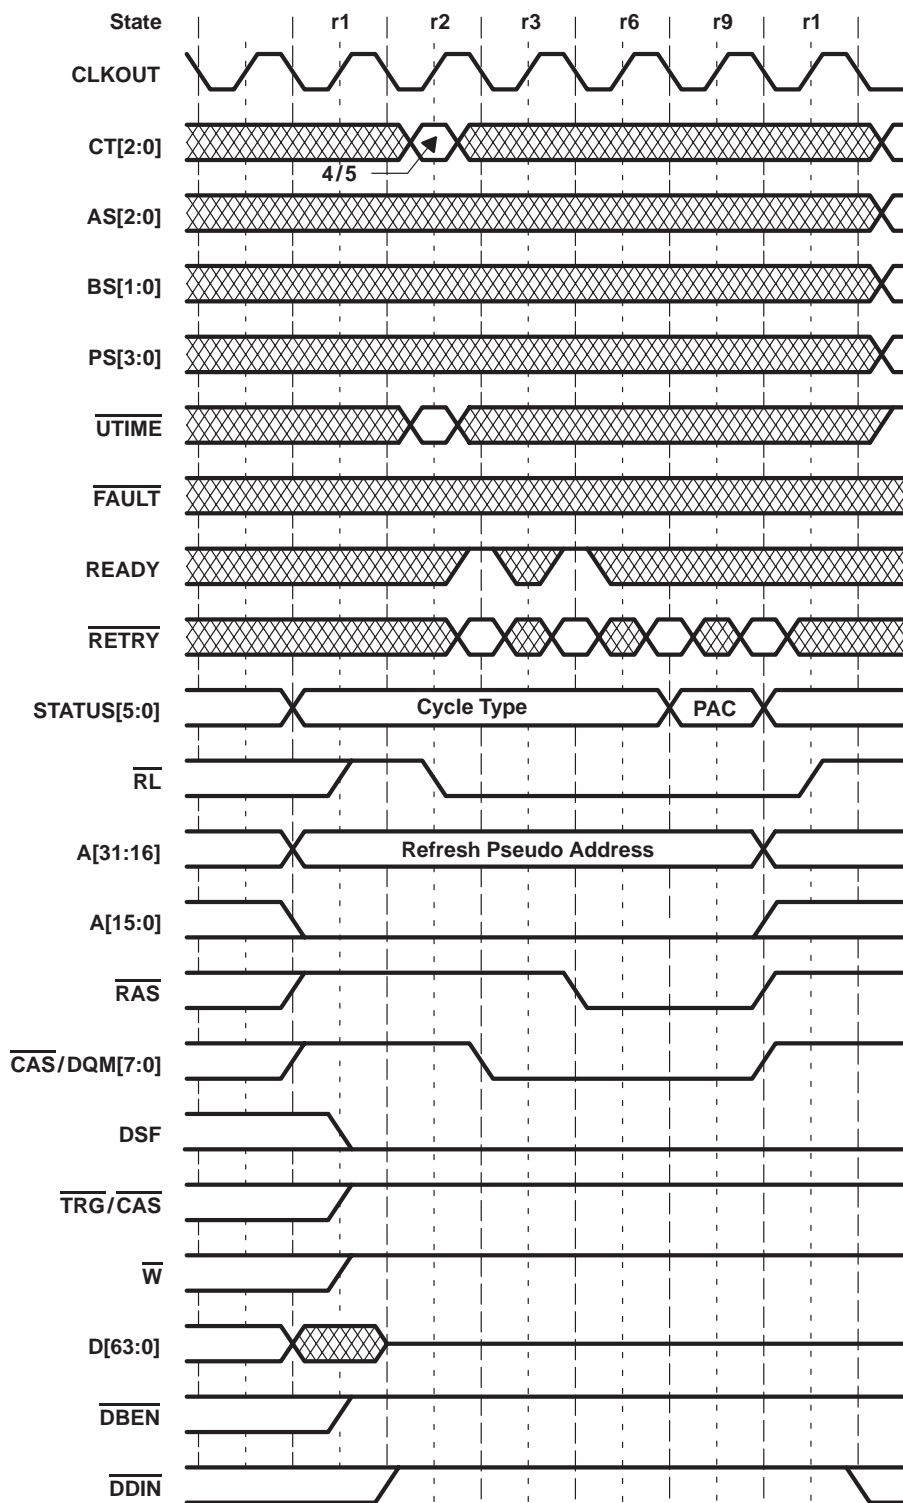 State r1 r2 r3 r6 r9 r1
CLKOUT
CT[2:0]
4/5
AS[2:0]
BS[1:0]
PS[3:0]
UTIME
FAULT
READY
RETRY
STATUS[5:0] Cycle Type PAC
RL
A[31:16] Refresh Pseudo Address
A[15:0]
RAS
CAS/DQM[7:0]
DSF
TRG/CAS
W
D[63:0]
DBEN
DDIN